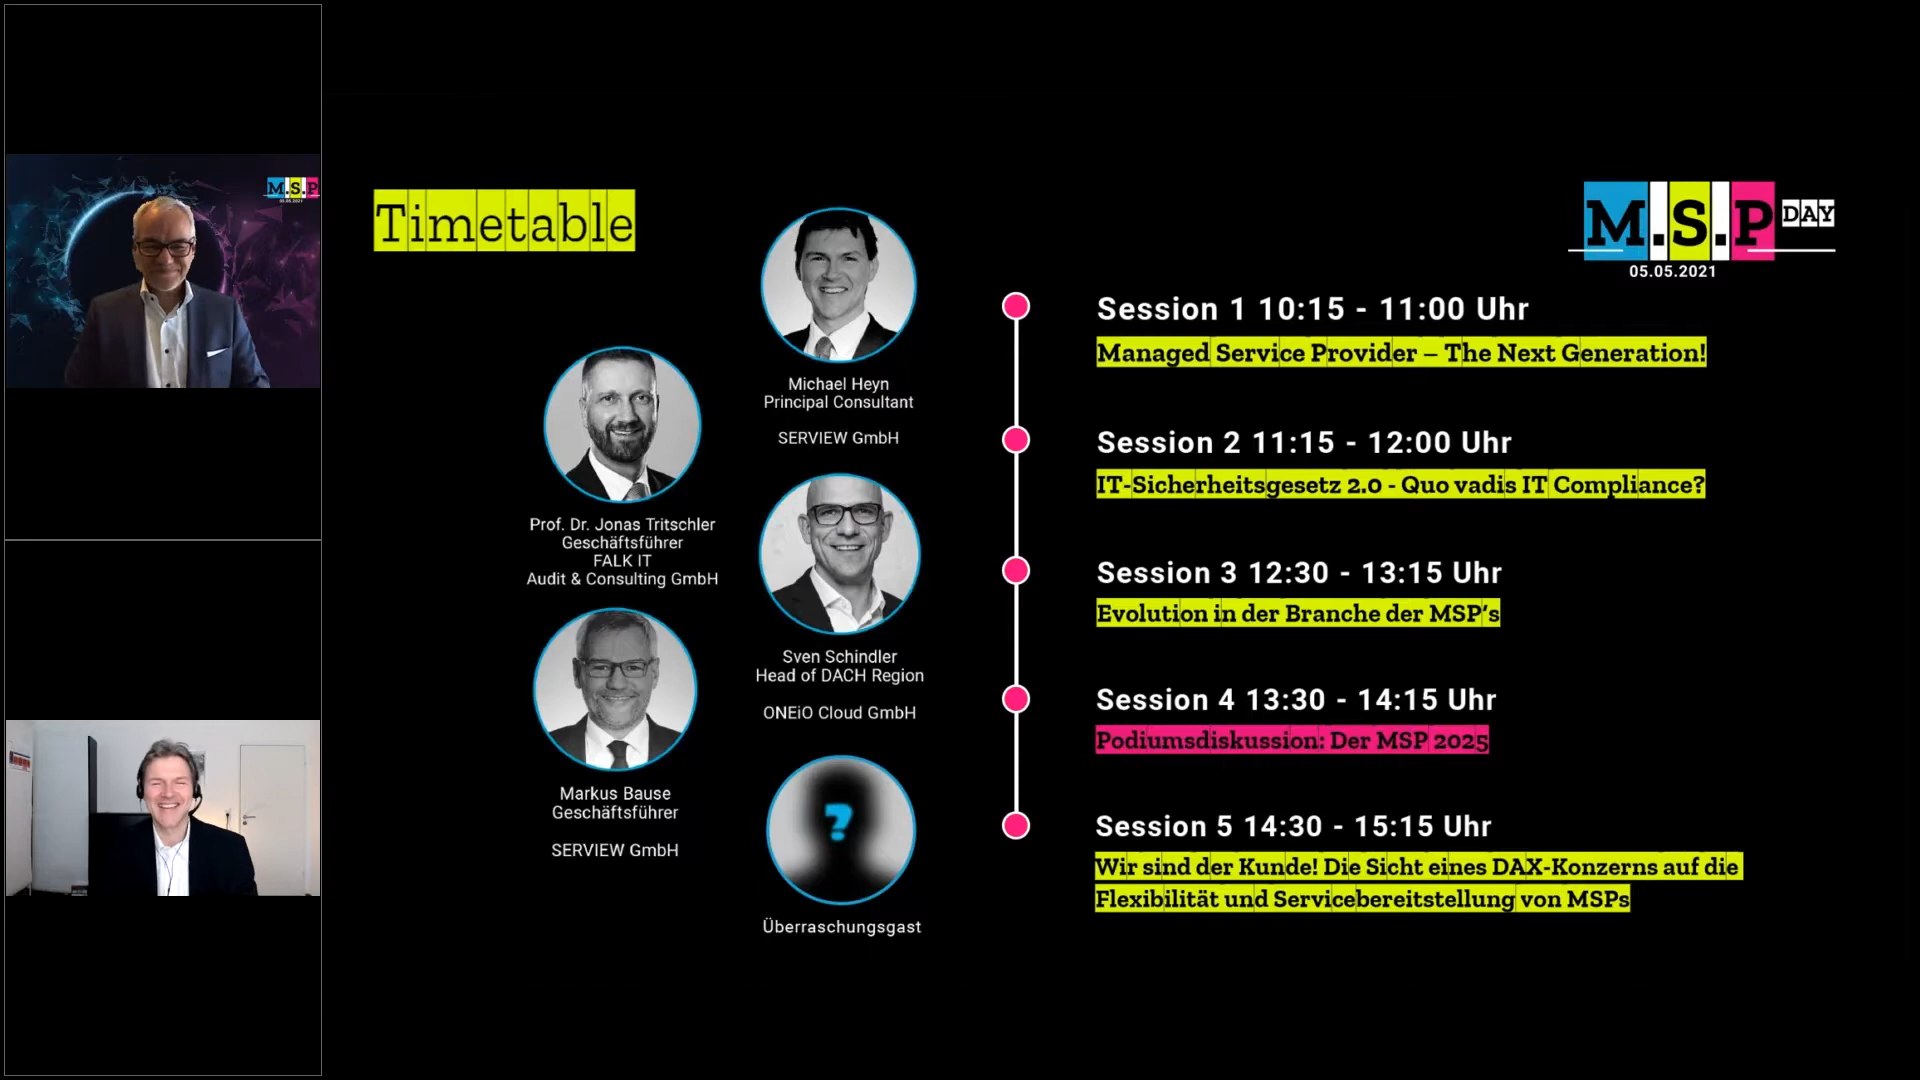 M.S.P
05.05.2021
Timetable
M.S.P DAY
05.05.2021
Michael Heyn
Principal Consultant
SERVIEW GmbH
Prof. Dr. Jonas Tritschler
Geschäftsführer
FALK IT
Audit & Consulting GmbH
Sven Schindler
Head of DACH Region
ONEiO Cloud GmbH
Markus Bause
Geschäftsführer
SERVIEW GmbH
?
Überraschungsgast
Session 1 10:15 - 11:00 Uhr
Managed Service Provider – The Next Generation!
Session 2 11:15 - 12:00 Uhr
IT-Sicherheitsgesetz 2.0 - Quo vadis IT Compliance?
Session 3 12:30 - 13:15 Uhr
Evolution in der Branche der MSP‘s
Session 4 13:30 - 14:15 Uhr
Podiumsdiskussion: Der MSP 2025
Session 5 14:30 - 15:15 Uhr
Wir sind der Kunde! Die Sicht eines DAX-Konzerns auf die
Flexibilität und Servicebereitstellung von MSPs